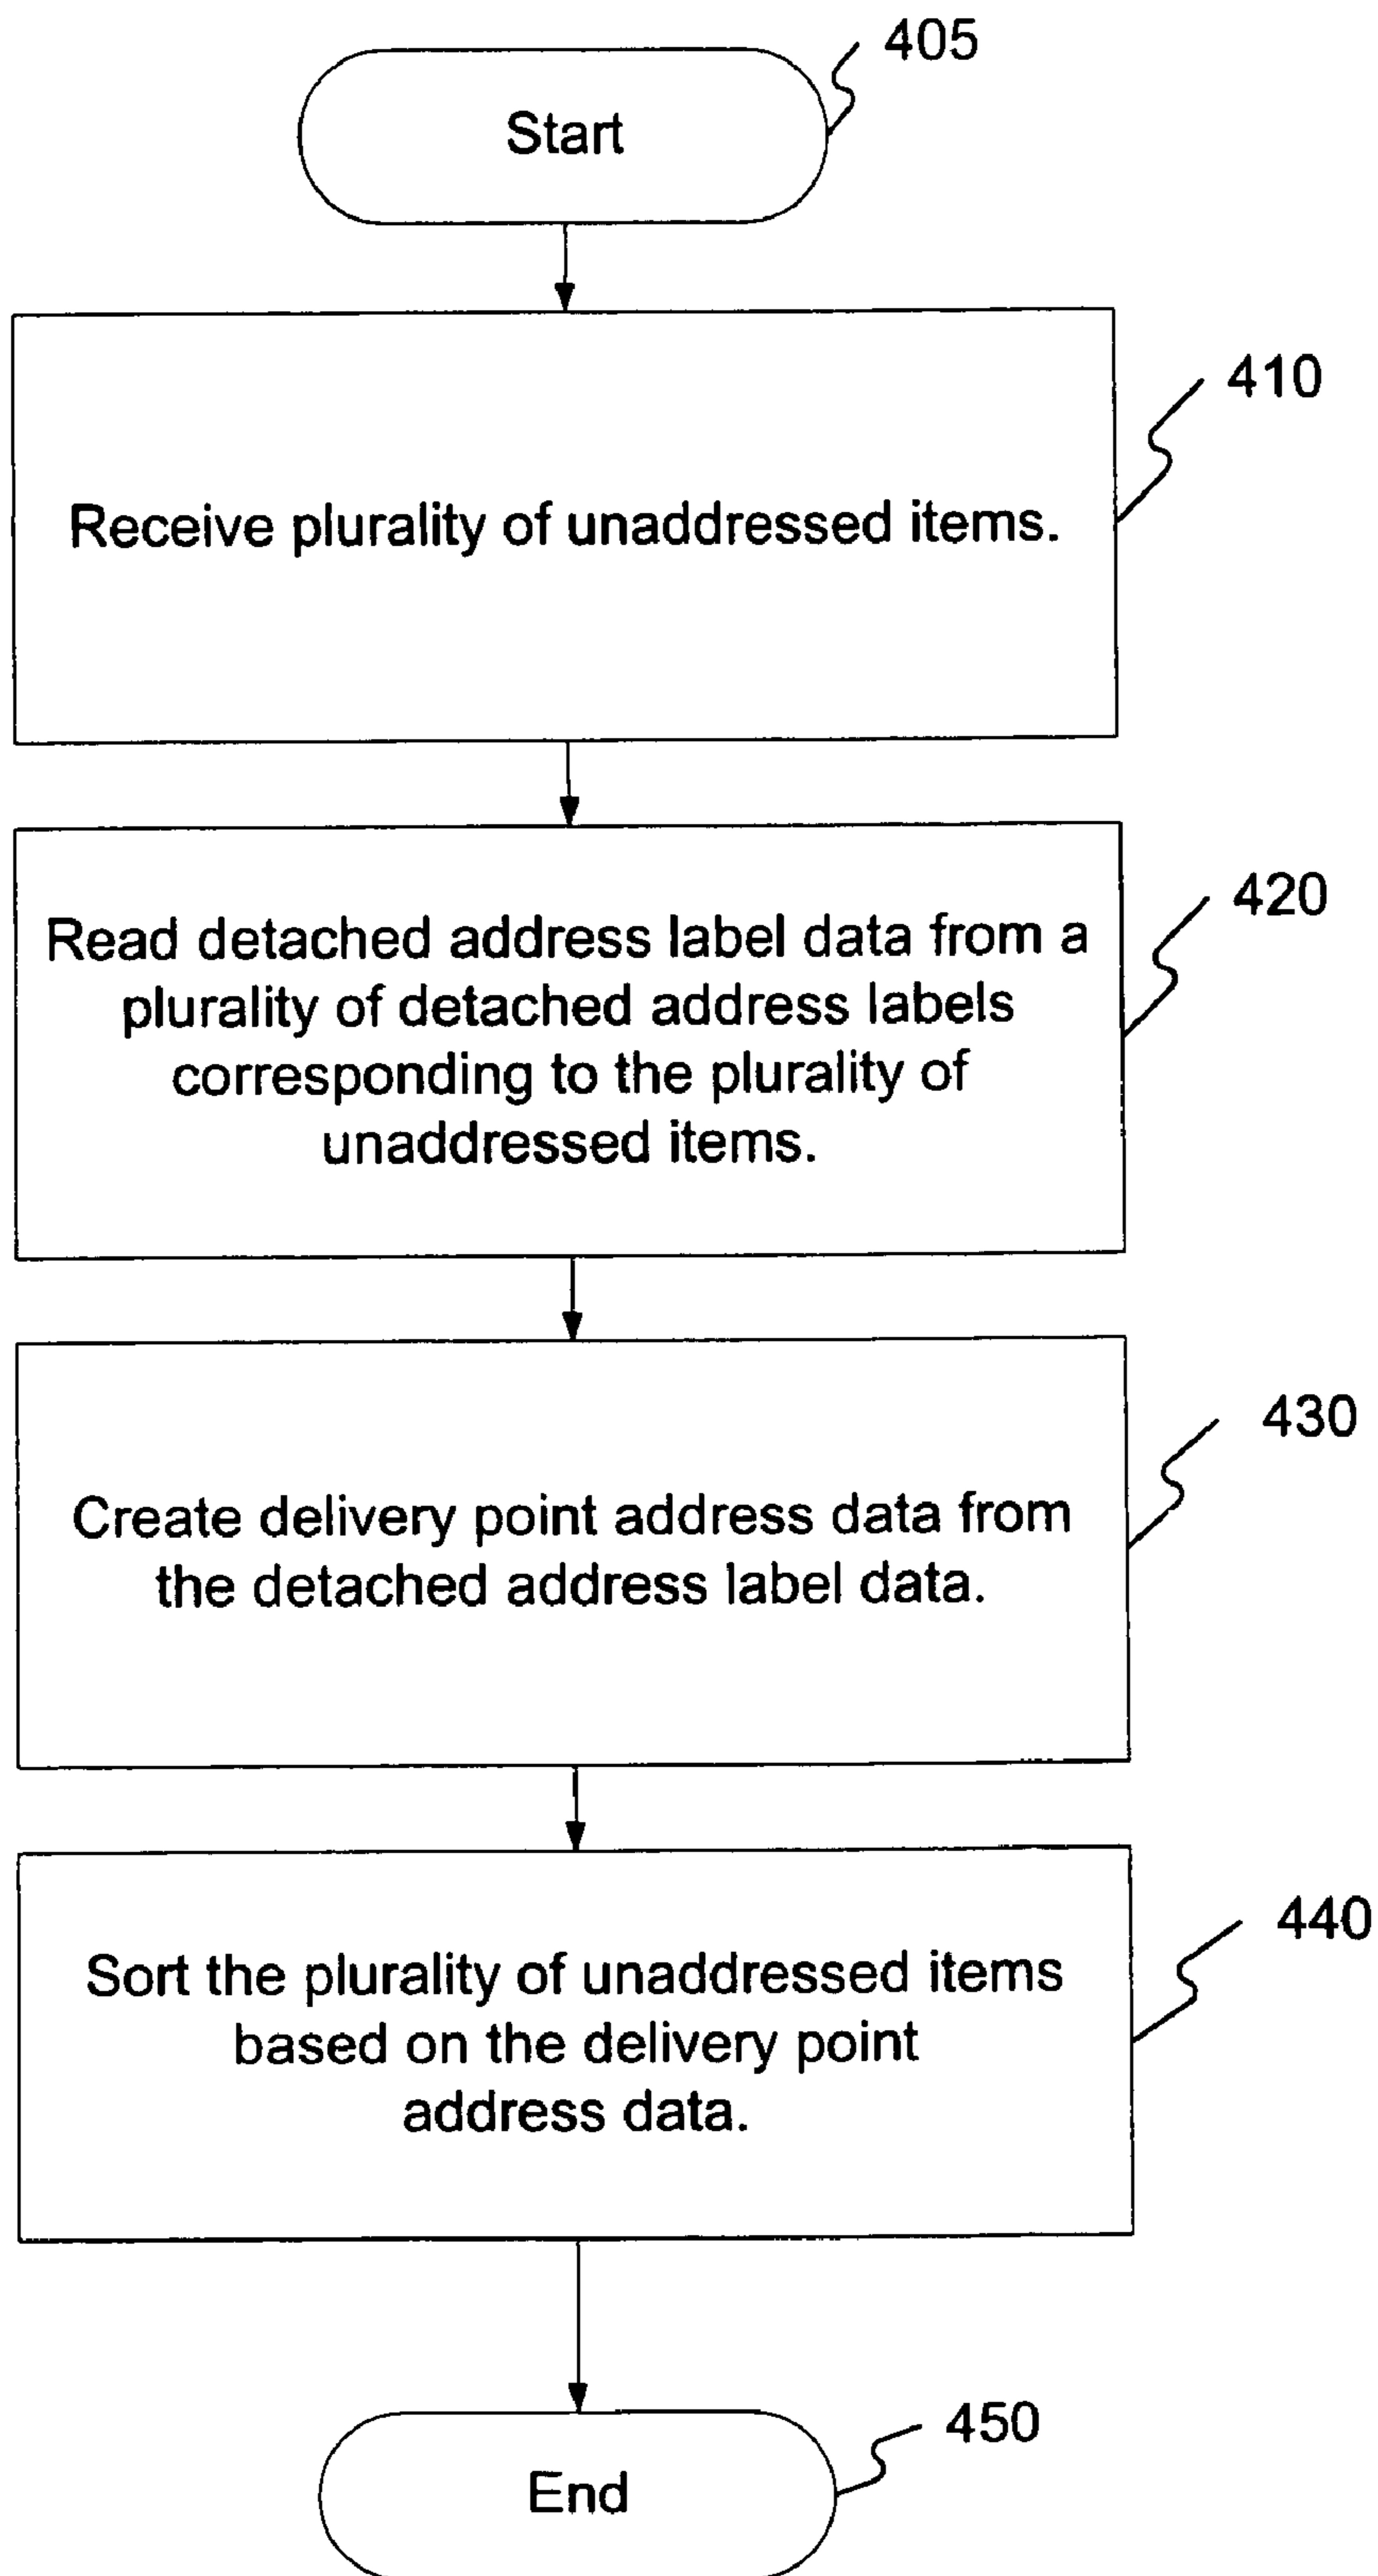 405
Start
410
Receive plurality of unaddressed items.
420
Read detached address label data from a
plurality of detached address labels
corresponding to the plurality of
unaddressed items.
430
Create delivery point address data from
the detached address label data.
440
Sort the plurality of unaddressed items
based on the delivery point
address data.
450
End